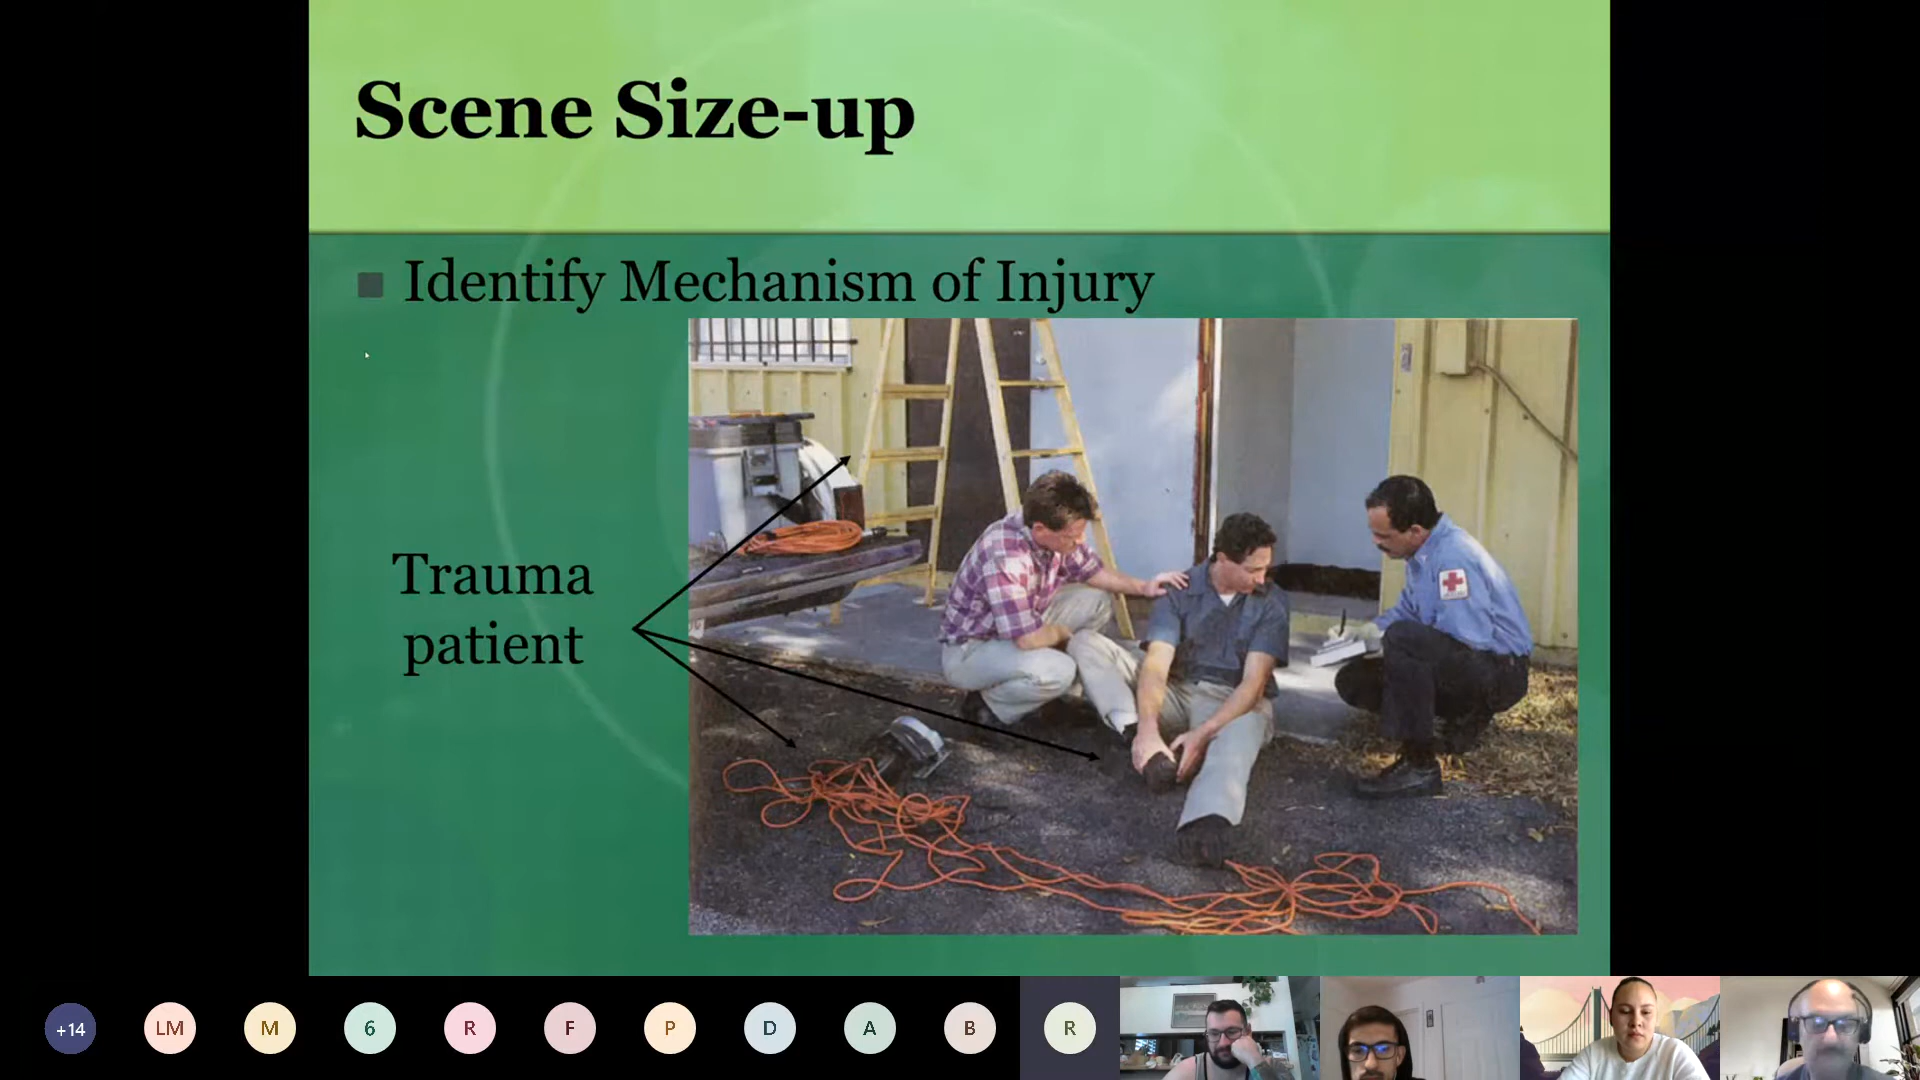 Scene Size-up
Identify Mechanism of Injury
Trauma
patient
+14
LM
M
6
R
F
P
D
A
B
R